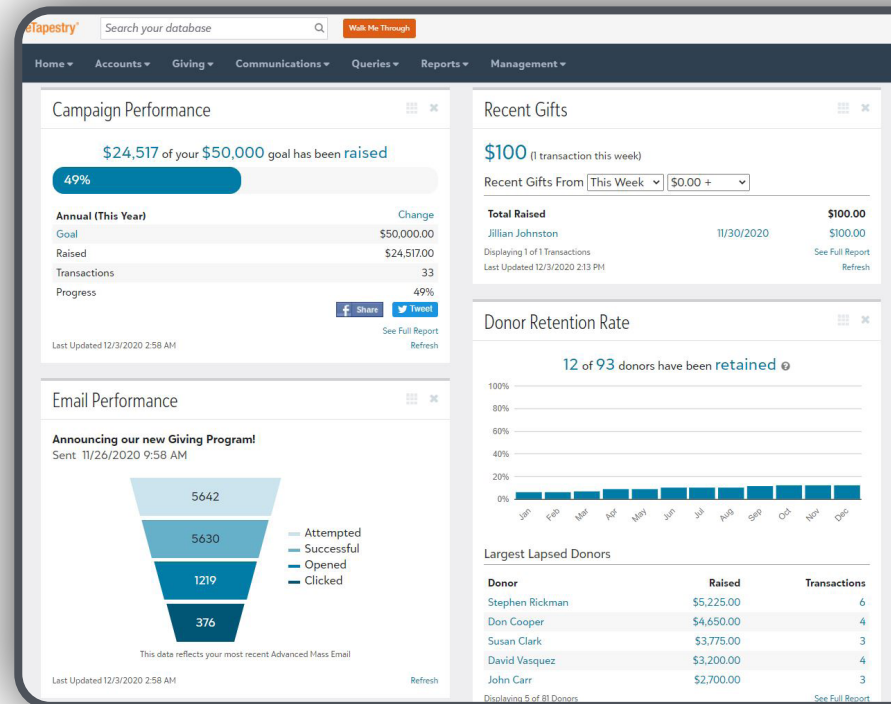 eTapestry
Search your database
Walk Me Through
Home Accounts Giving Communications Queries Reports Management
Campaign Performance
$24,517 of your $50,000 goal has been raised
49%
Annual (This Year) Change
Goal $50,000.00
Raised $24,517.00
Transactions 33
Progress 49%
f Share Tweet
See Full Report
Last Updated 12/3/2020 2:58 AM Refresh
Email Performance
Announcing our new Giving Program!
Sent 11/26/2020 9:58 AM
5642
5630
1219
376
Attempted
Successful
Opened
Clicked
This data reflects your most recent Advanced Mass Email
Last Updated 12/3/2020 2:58 AM Refresh
Recent Gifts
$100 (1 transaction this week)
Recent Gifts From This Week $0.00 +
Total Raised $100.00
Jillian Johnston 11/30/2020 $100.00
Displaying 1 of 1 Transactions See Full Report
Last Updated 12/3/2020 2:13 PM Refresh
Donor Retention Rate
12 of 93 donors have been retained ?
100%
80%
60%
40%
20%
0%
Jan Feb Mar Apr May Jun Jul Aug Sep Oct Nov Dec
Largest Lapsed Donors
Donor Raised Transactions
Stephen Rickman $5,225.00 6
Don Cooper $4,650.00 4
Susan Clark $3,775.00 3
David Vasquez $3,200.00 4
John Carr $2,700.00 3
Displaying 5 of 81 Donors See Full Report